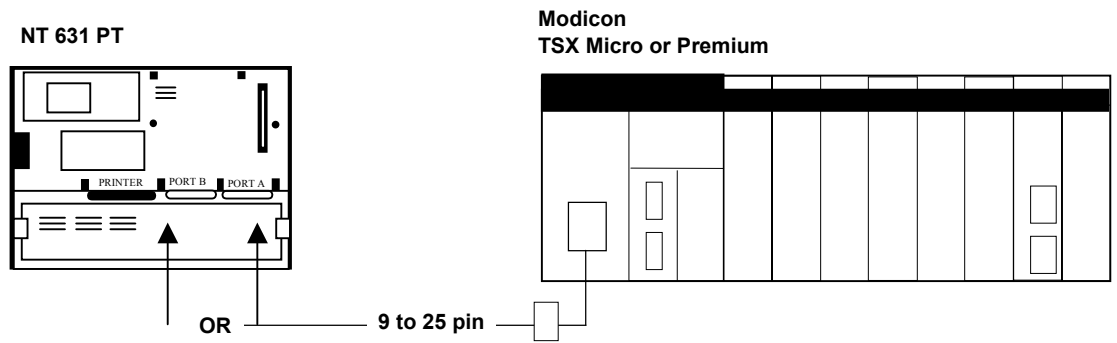 Modicon
TSX Micro or Premium
NT 631 PT
PRINTER PORT B PORT A
OR 9 to 25 pin